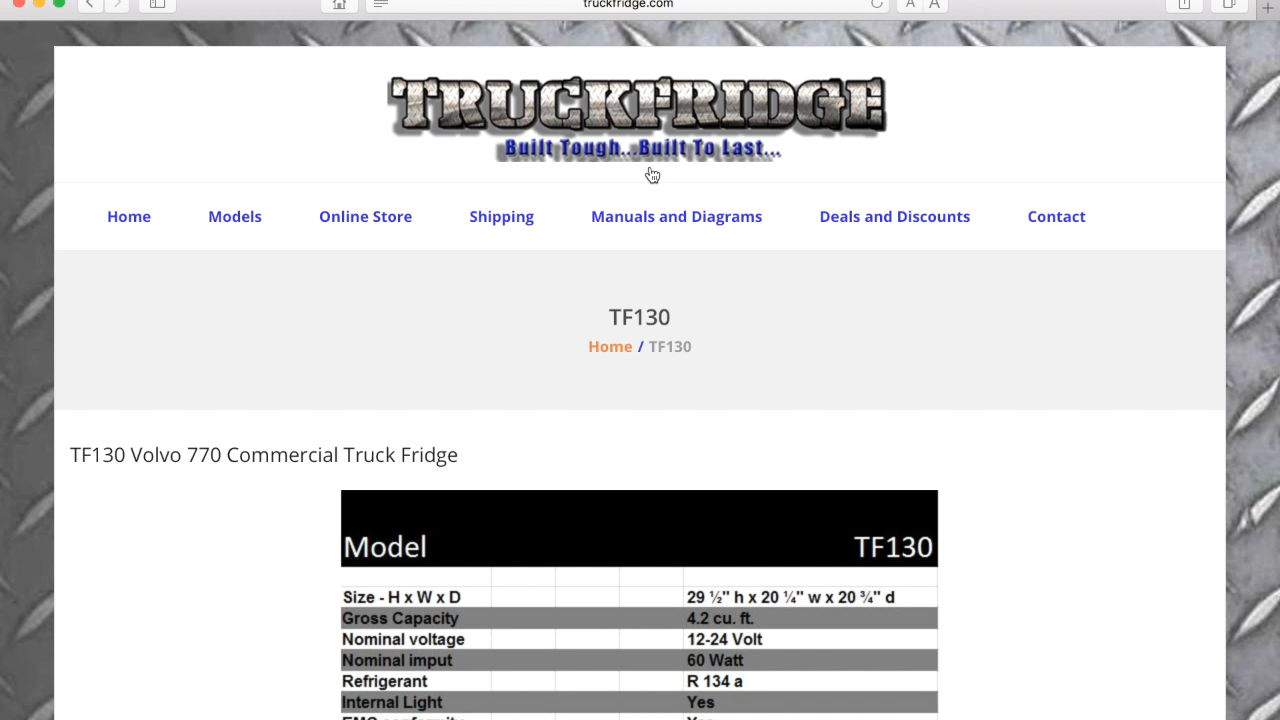 truckfridge.com
A A
TRUCKFRIDGE
Built Tough...Built To Last...
Home Models Online Store Shipping Manuals and Diagrams Deals and Discounts Contact
TF130
Home / TF130
TF130 Volvo 770 Commercial Truck Fridge
Model TF130
Size - H x W x D 29 ½" h x 20 ¼" w x 20 ¾" d
Gross Capacity 4.2 cu. ft.
Nominal voltage 12-24 Volt
Nominal imput 60 Watt
Refrigerant R 134 a
Internal Light Yes